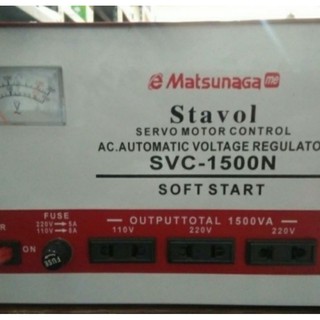 Matsunaga me
Stavol
SERVO MOTOR CONTROL
AC.AUTOMATIC VOLTAGE REGULATO
SVC-1500N
SOFT START
FUSE
220V 5A
110V 8A
ON
OUTPUTTOTAL 1500VA
110V 220V 220V